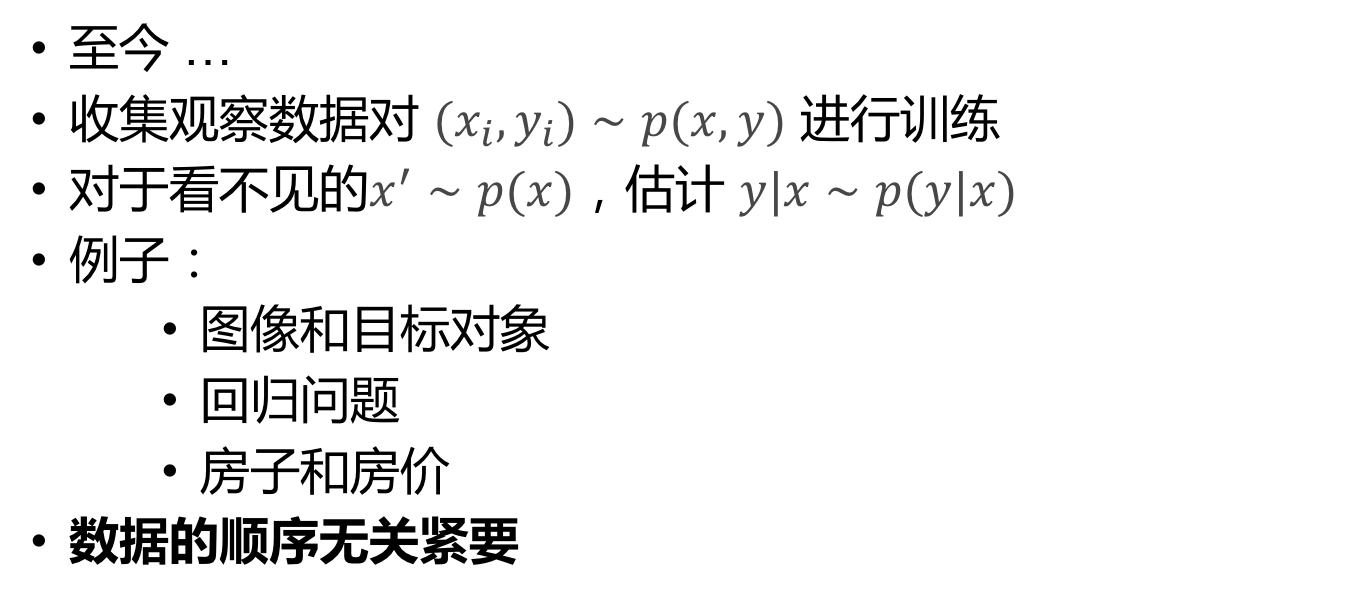 • 至今 …
• 收集观察数据对 (xᵢ, yᵢ) ~ p(x, y) 进行训练
• 对于看不见的x′ ~ p(x)，估计 y|x ~ p(y|x)
• 例子：
• 图像和目标对象
• 回归问题
• 房子和房价
• 数据的顺序无关紧要